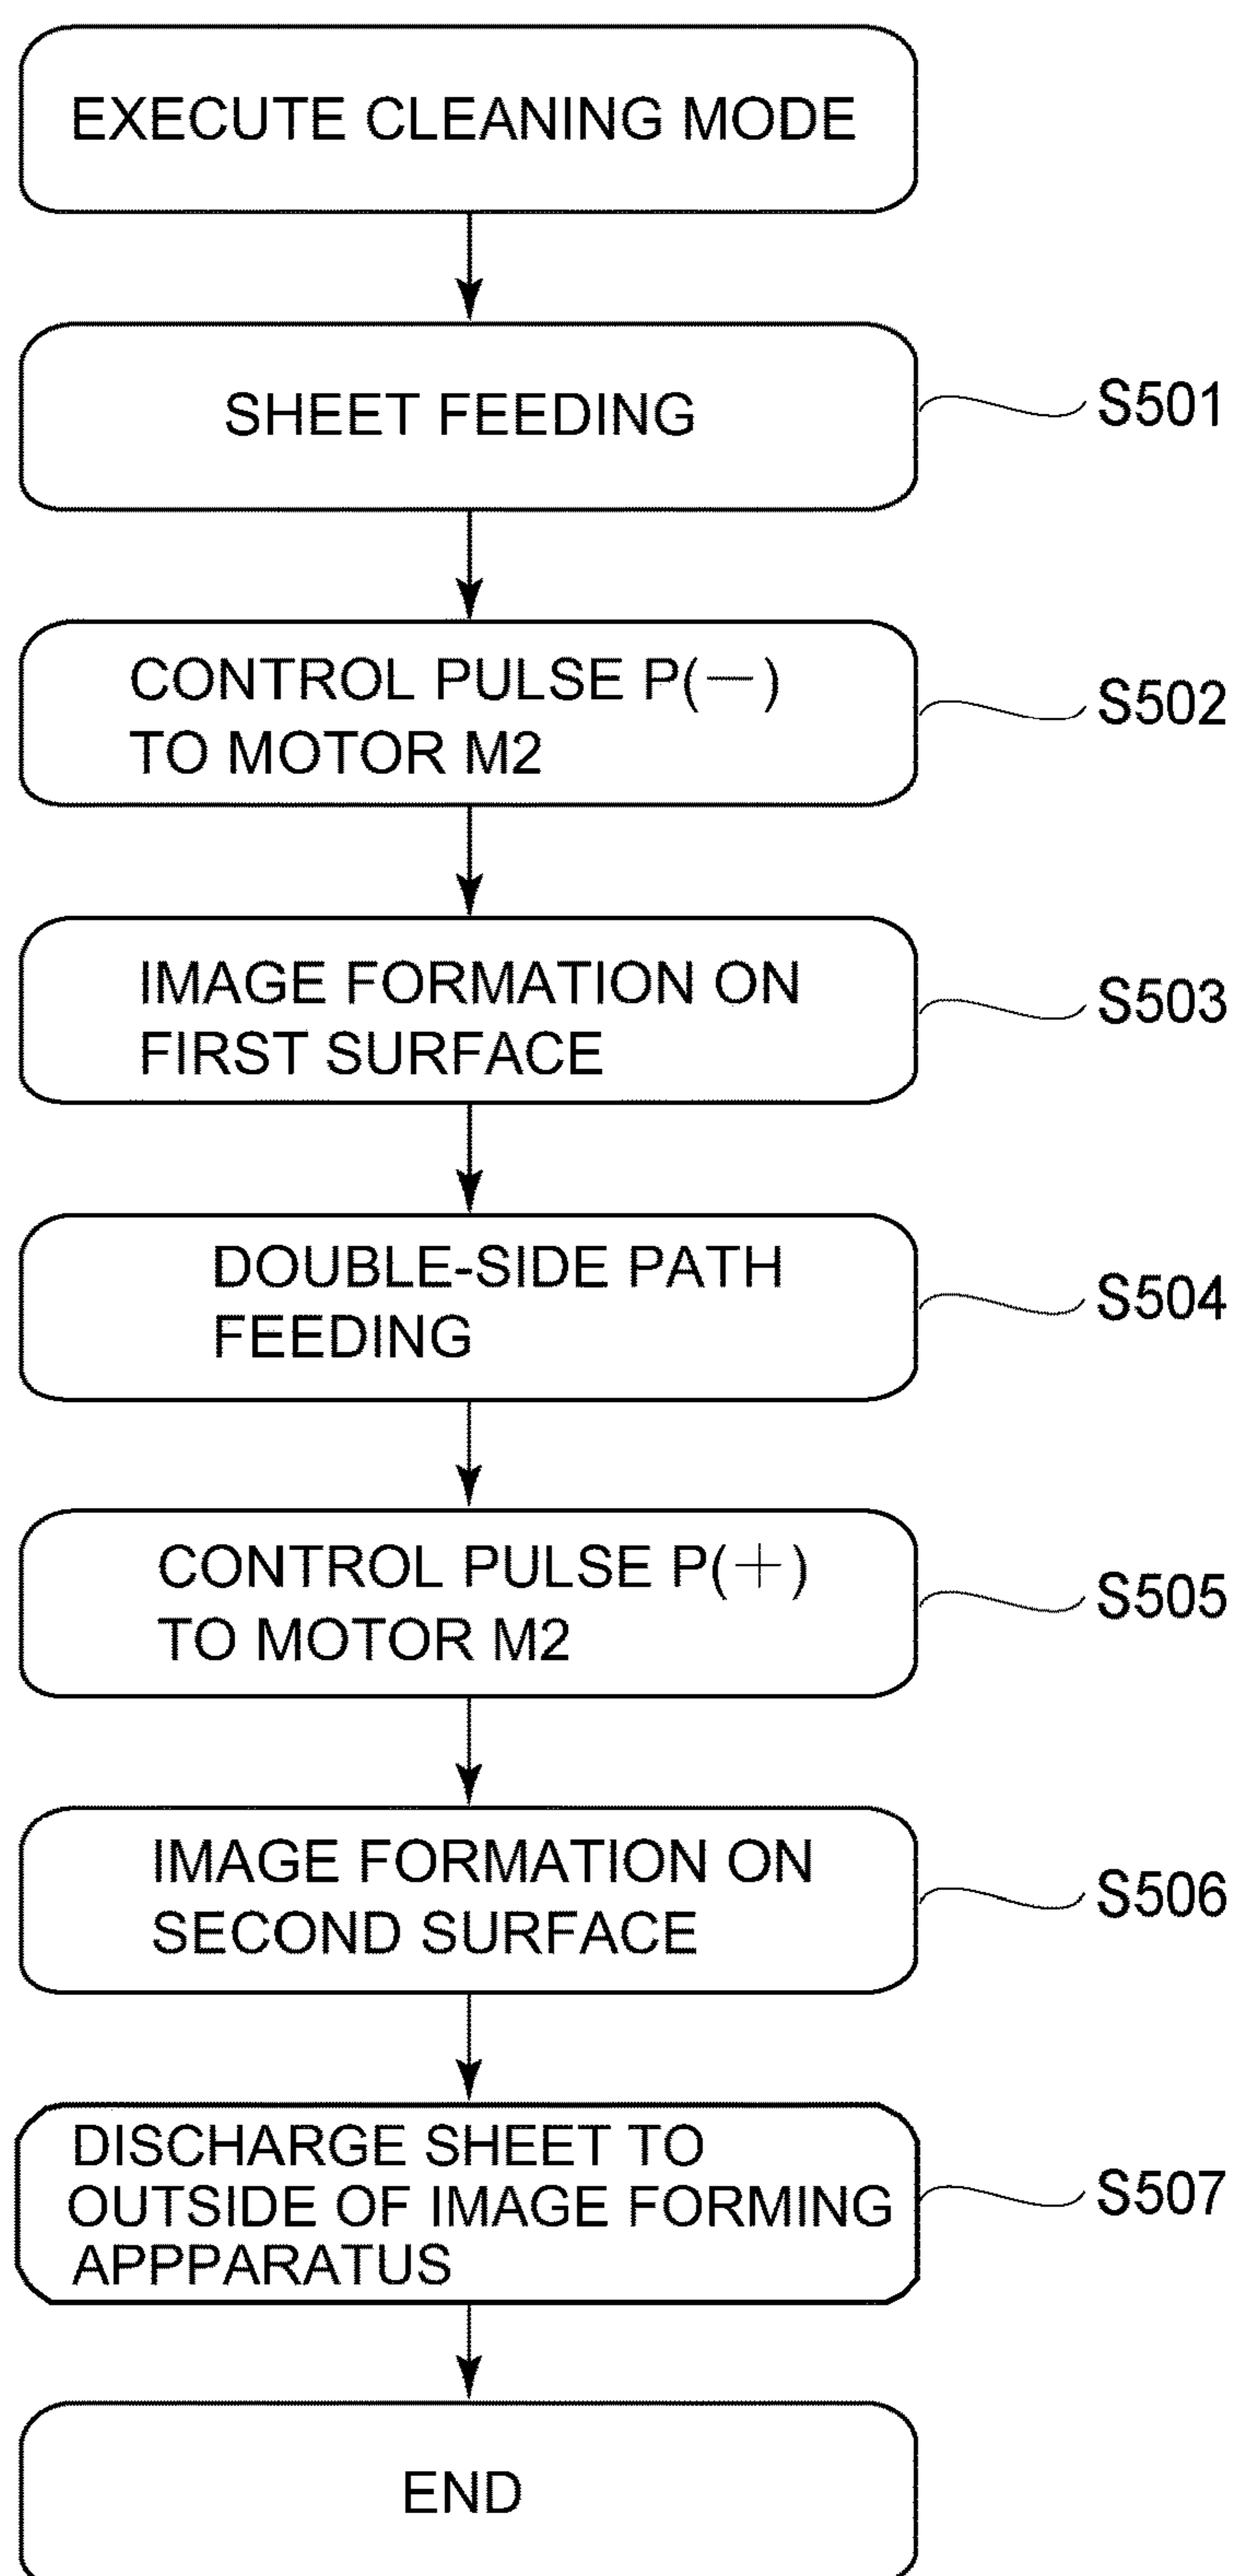 EXECUTE CLEANING MODE
SHEET FEEDING
S501
CONTROL PULSE P(—)
TO MOTOR M2
S502
IMAGE FORMATION ON
FIRST SURFACE
S503
DOUBLE-SIDE PATH
FEEDING
S504
CONTROL PULSE P(+)
TO MOTOR M2
S505
IMAGE FORMATION ON
SECOND SURFACE
S506
DISCHARGE SHEET TO
OUTSIDE OF IMAGE FORMING
APPPARATUS
S507
END